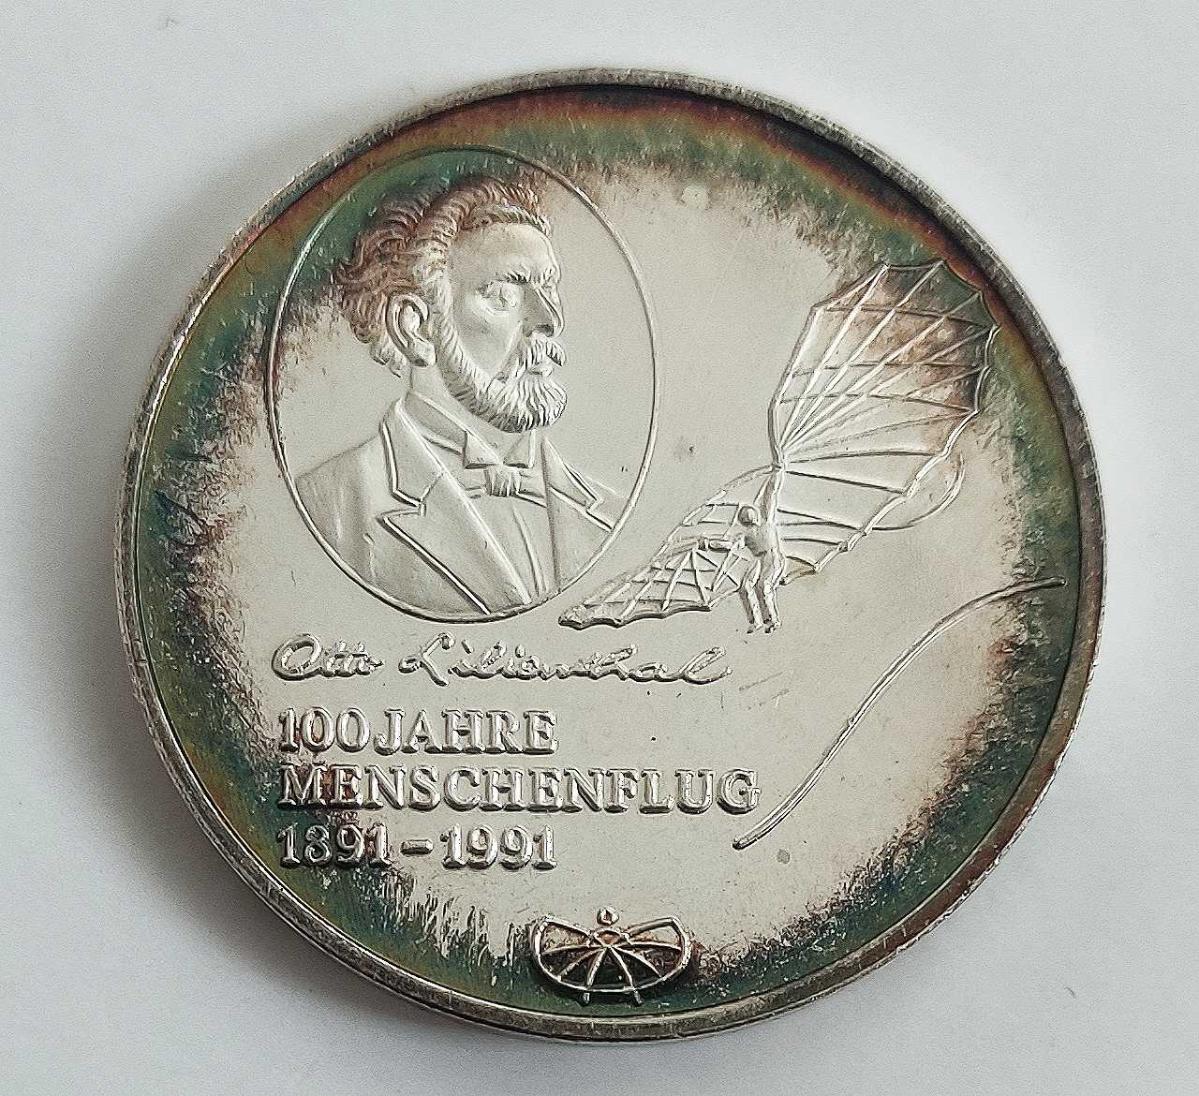 Otto Lilienthal
100 JAHRE
MENSCHENFLUG
1891-1991